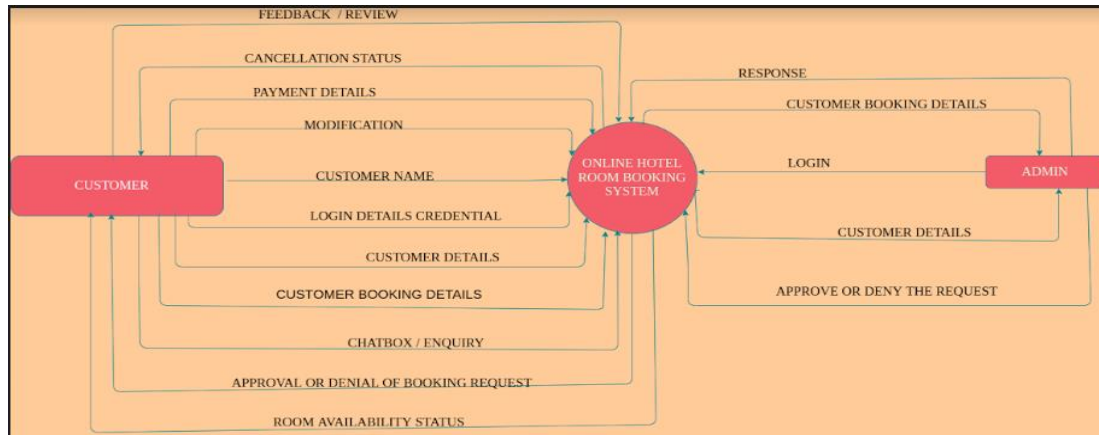 FEEDBACK / REVIEW
CANCELLATION STATUS
PAYMENT DETAILS
MODIFICATION
CUSTOMER
CUSTOMER NAME
LOGIN DETAILS CREDENTIAL
CUSTOMER DETAILS
CUSTOMER BOOKING DETAILS
CHATBOX / ENQUIRY
APPROVAL OR DENIAL OF BOOKING REQUEST
ROOM AVAILABILITY STATUS
ONLINE HOTEL
ROOM BOOKING
SYSTEM
RESPONSE
CUSTOMER BOOKING DETAILS
LOGIN
ADMIN
CUSTOMER DETAILS
APPROVE OR DENY THE REQUEST